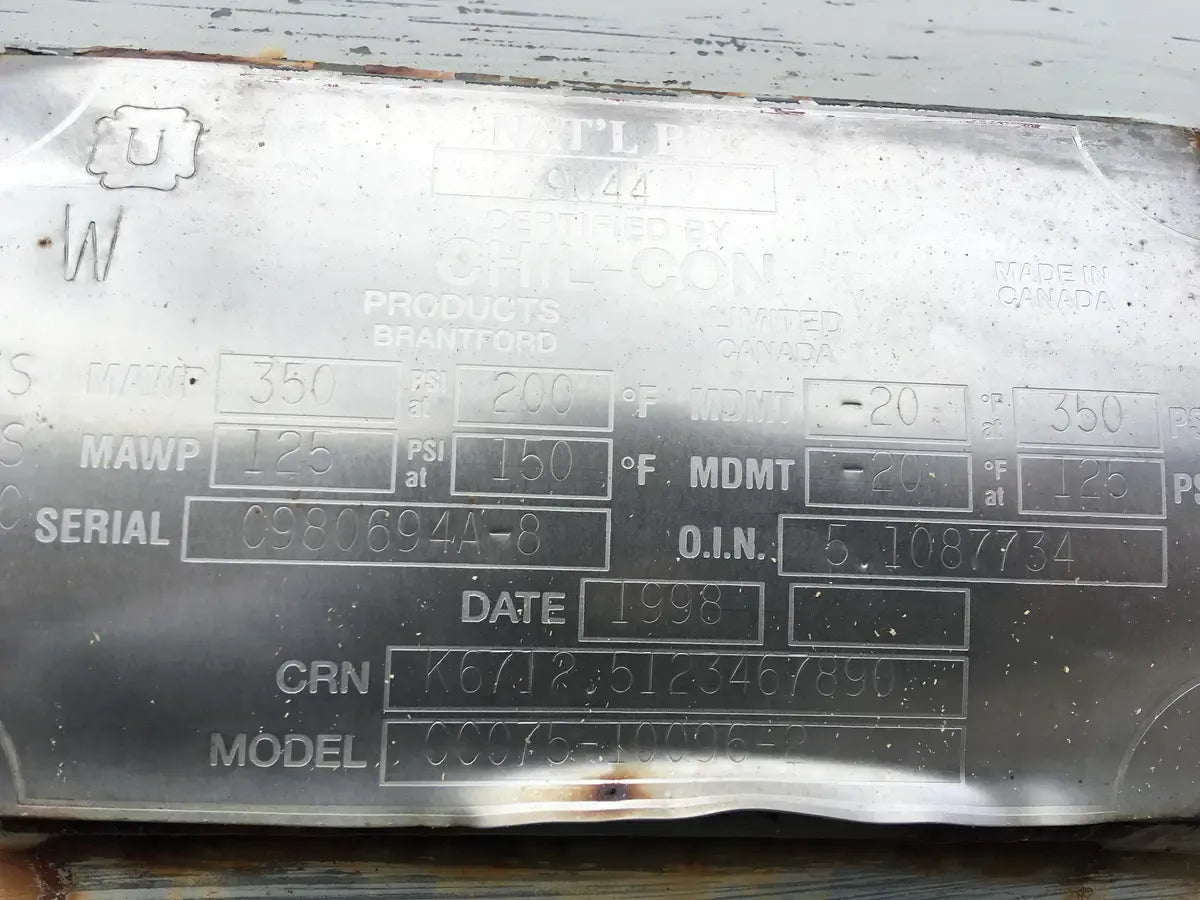 U
W
NAT'L
CERTIFIED BY
CHIL-CON
PRODUCTS LIMITED
BRANTFORD CANADA
MADE IN
CANADA
S MAWP 350 PSI at 200 °F MDMT -20 °F at 350 PS
S MAWP 125 PSI at 150 °F MDMT -20 °F at 125 PS
C SERIAL C980694A-8 O.I.N. 5.1087734
DATE 1998
CRN K6712.5123467890
MODEL